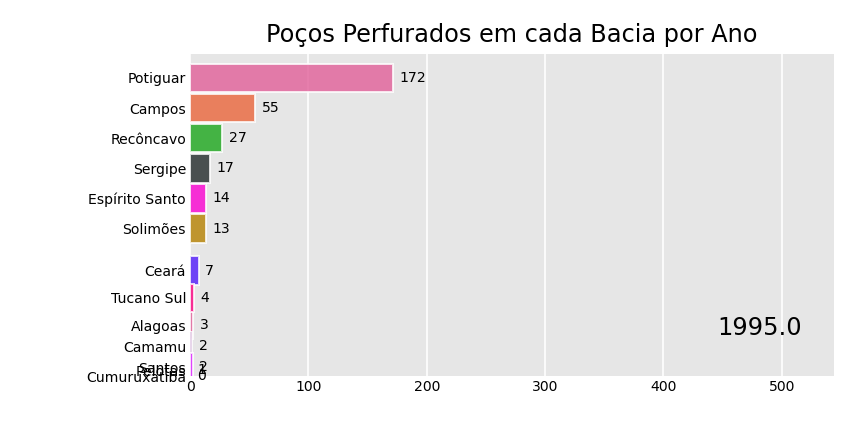 Poços Perfurados em cada Bacia por Ano
Potiguar 172
Campos 55
Recôncavo 27
Sergipe 17
Espírito Santo 14
Solimões 13
Ceará 7
Tucano Sul 4
Alagoas 3
1995.0
Camamu 2
Santos 2
Cumuruxatiba 0
0 100 200 300 400 500